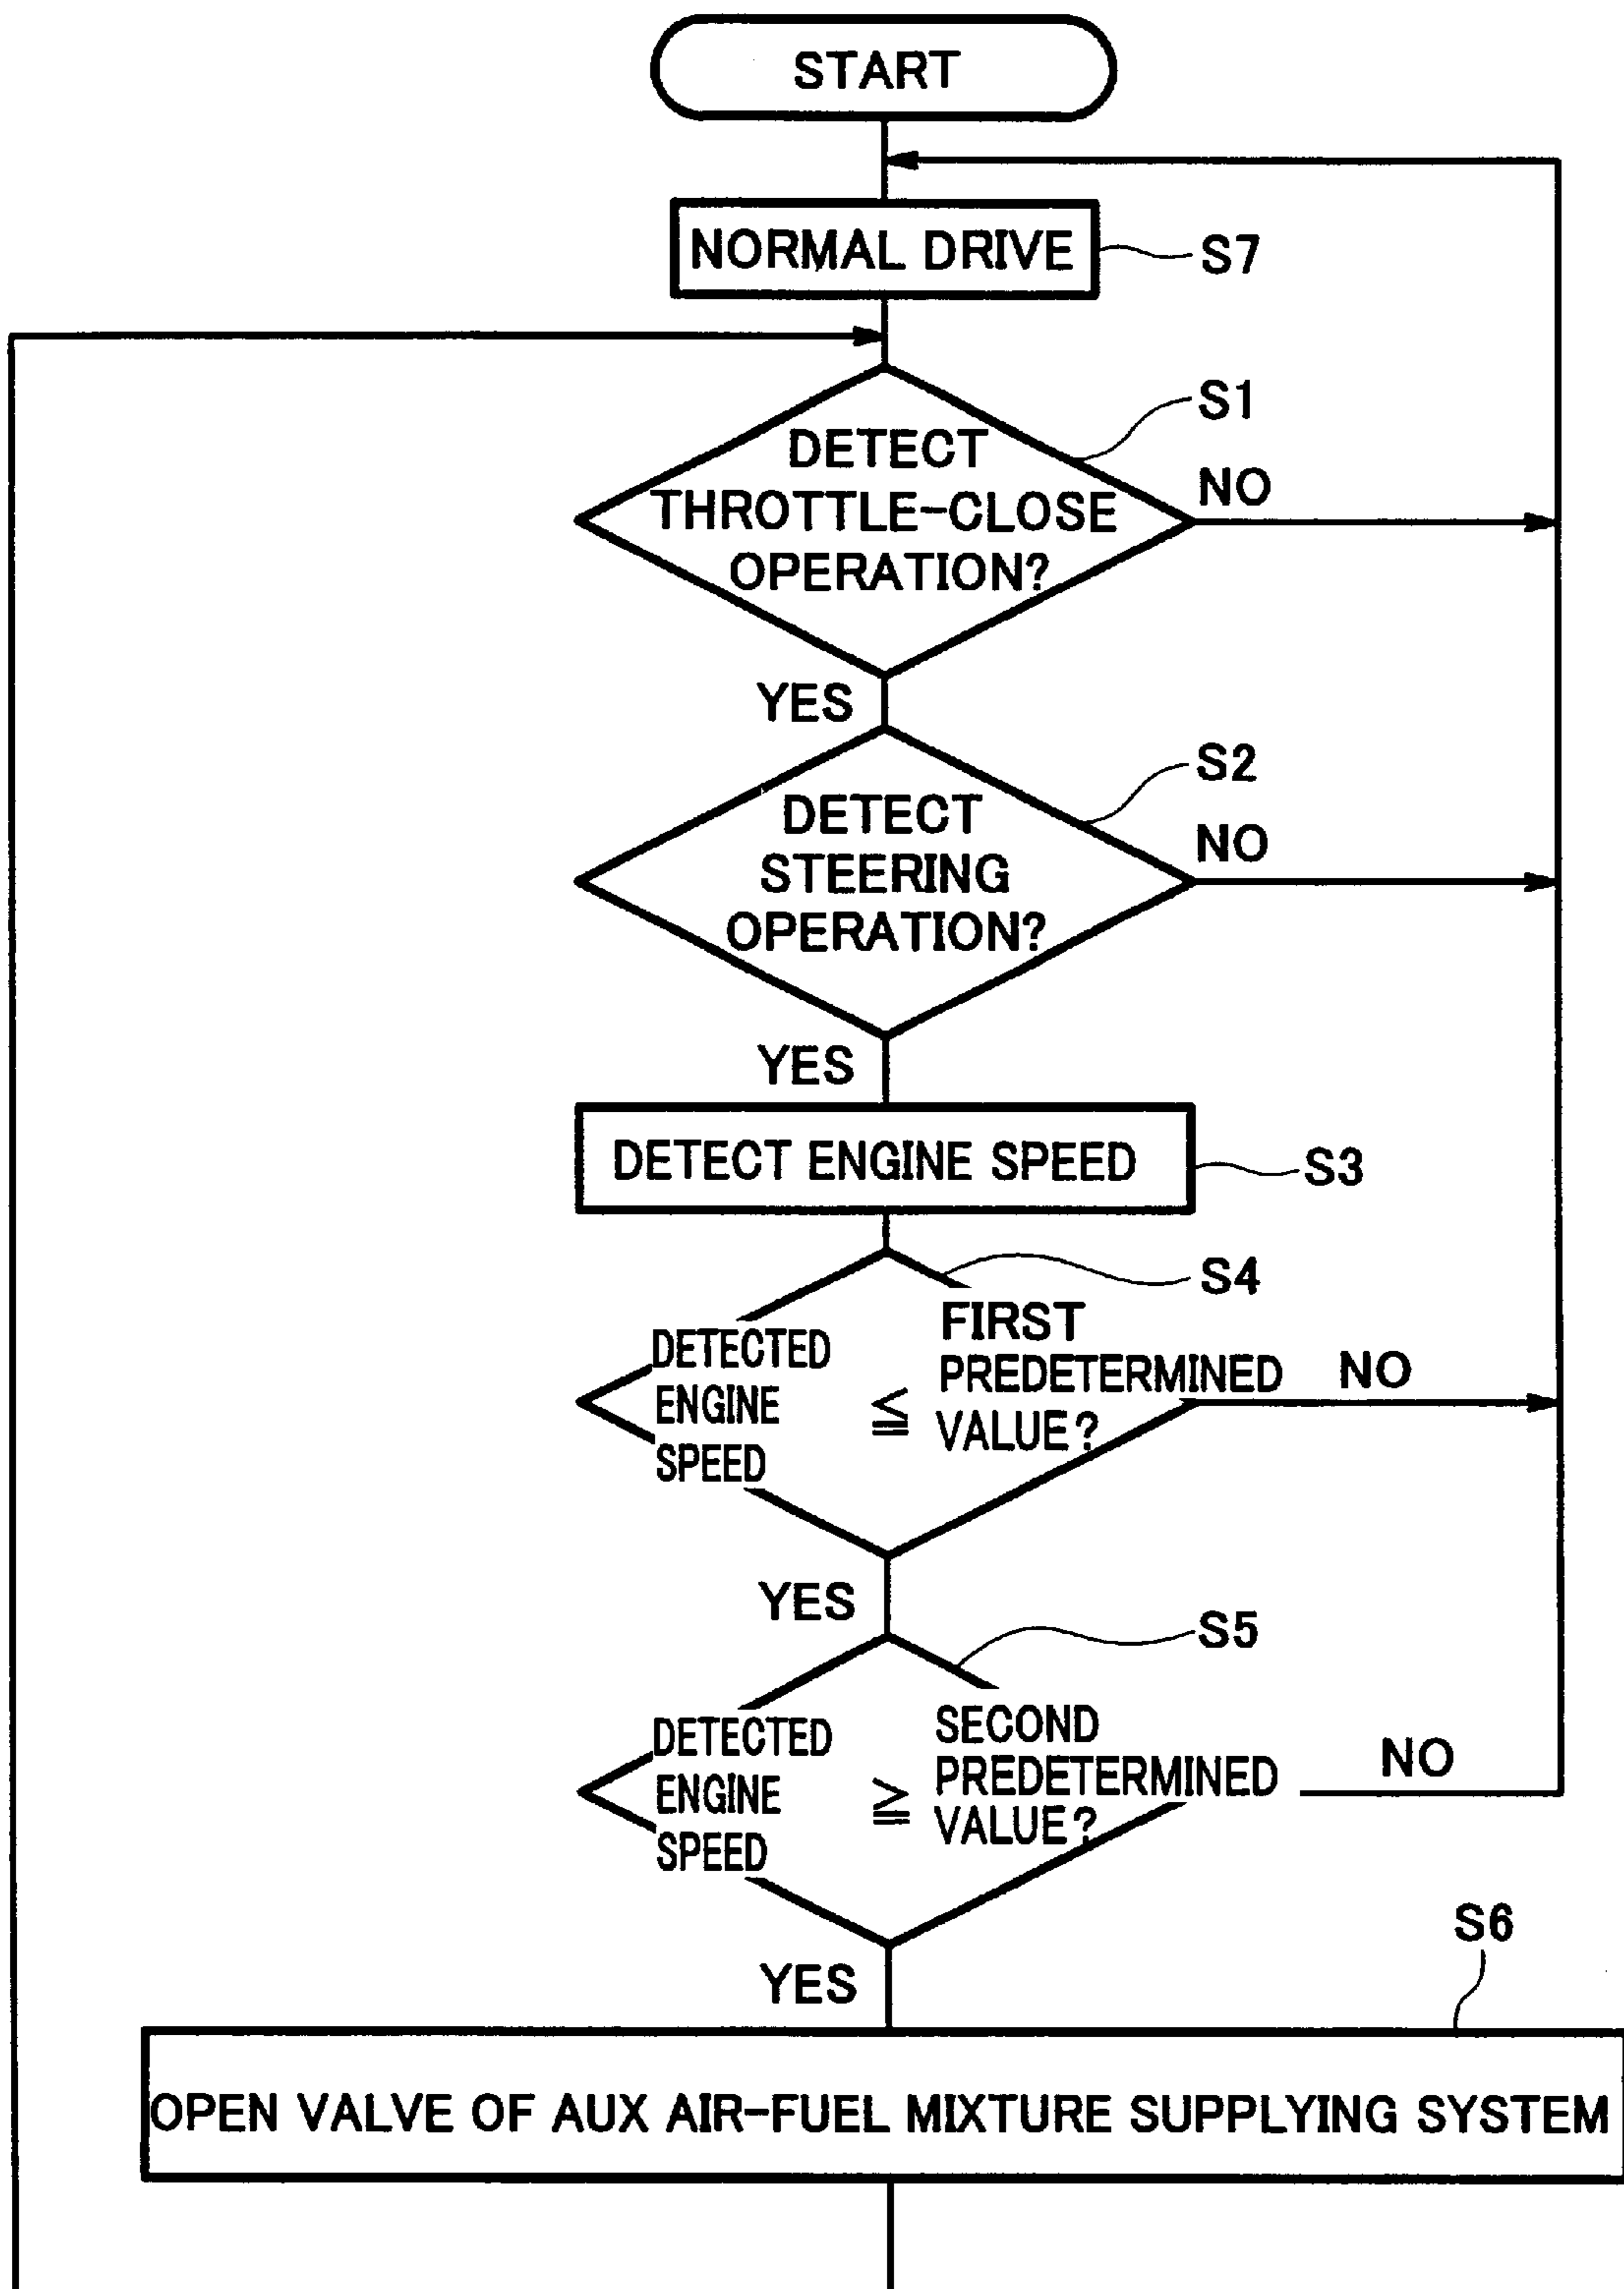 START
NORMAL DRIVE
S7
S1
DETECT
THROTTLE-CLOSE
OPERATION?
NO
YES
S2
DETECT
STEERING
OPERATION?
NO
YES
DETECT ENGINE SPEED
S3
S4
DETECTED
ENGINE
SPEED
≦
FIRST
PREDETERMINED
VALUE?
NO
YES
S5
DETECTED
ENGINE
SPEED
≧
SECOND
PREDETERMINED
VALUE?
NO
YES
S6
OPEN VALVE OF AUX AIR-FUEL MIXTURE SUPPLYING SYSTEM